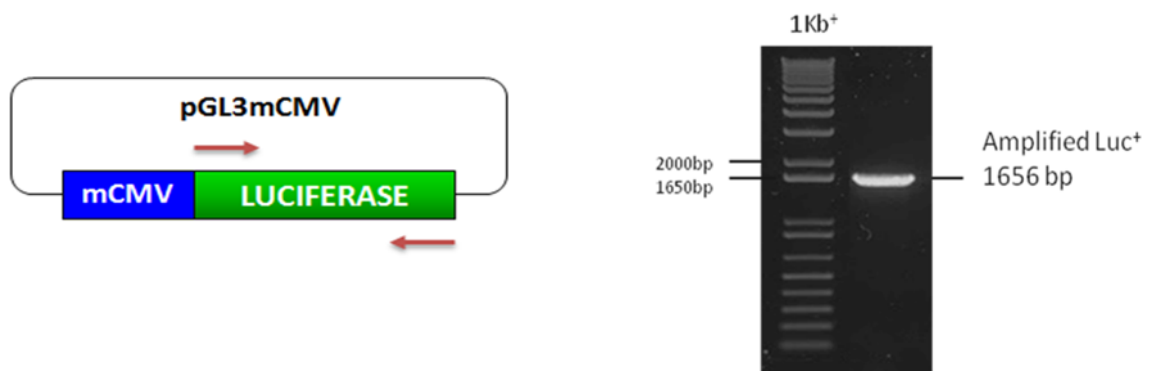 pGL3mCMV
mCMV
LUCIFERASE
1Kb⁺
2000bp
1650bp
Amplified Luc⁺
1656 bp